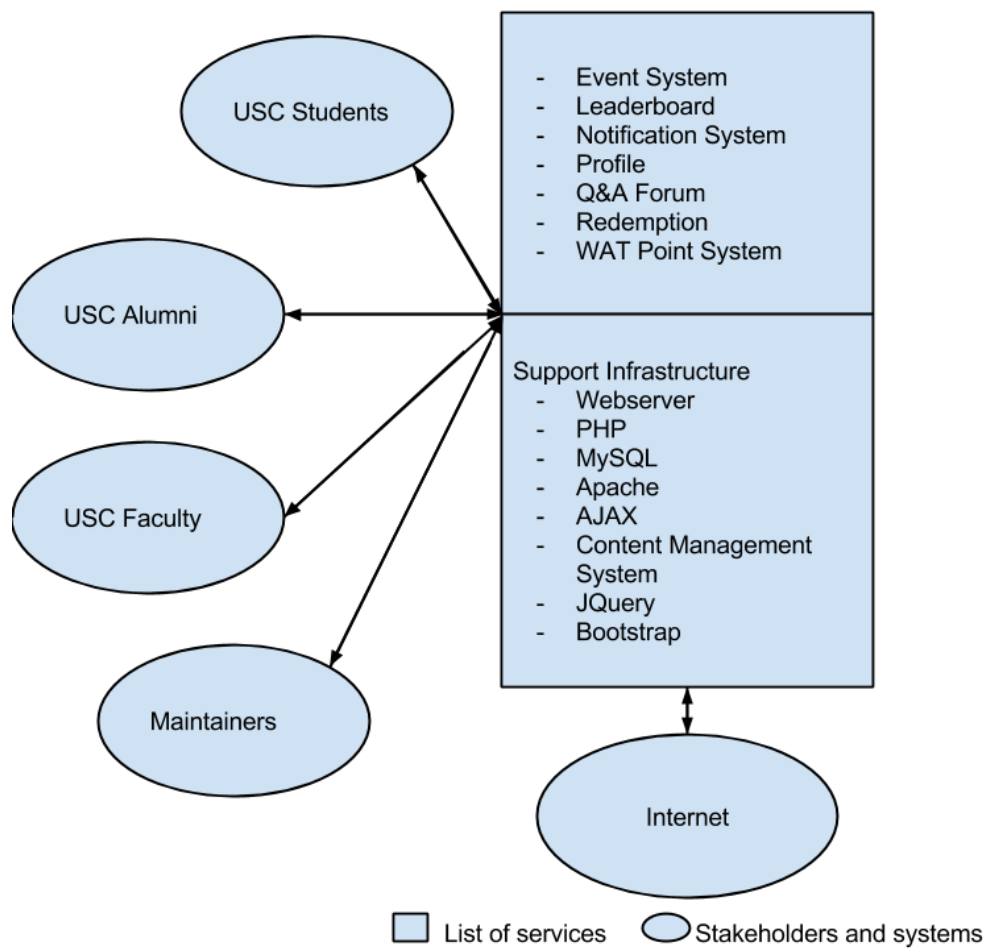 USC Students
USC Alumni
USC Faculty
Maintainers
- Event System
- Leaderboard
- Notification System
- Profile
- Q&A Forum
- Redemption
- WAT Point System
Support Infrastructure
- Webserver
- PHP
- MySQL
- Apache
- AJAX
- Content Management
System
- JQuery
- Bootstrap
Internet
List of services
Stakeholders and systems